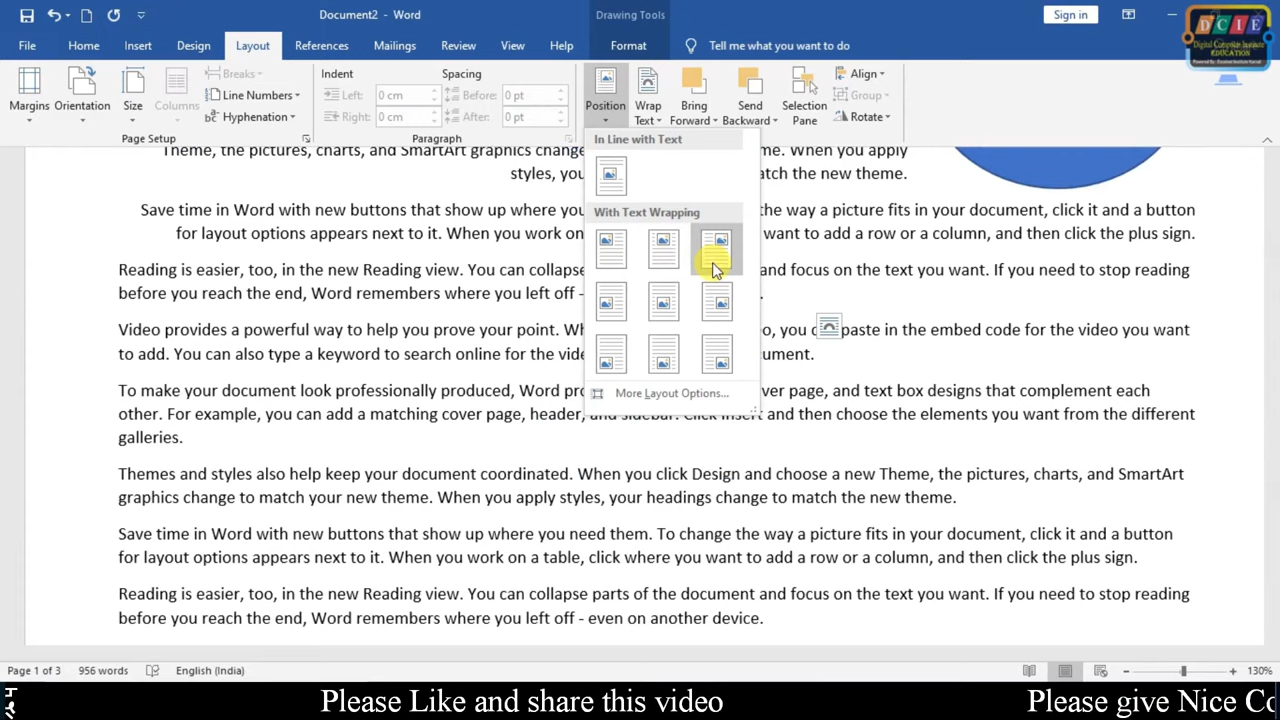 Document2 - Word
Drawing Tools
Sign in
DCIE
Digital Computer Institute
EDUCATION
File Home Insert Design Layout References Mailings Review View Help Format Tell me what you want to do
Margins
Orientation
Size
Columns
Breaks
Line Numbers
Hyphenation
Page Setup
Indent
Left: 0 cm
Right: 0 cm
Spacing
Before: 0 pt
After: 0 pt
Paragraph
Position
Wrap
Text
Bring
Forward
Send
Backward
Selection
Pane
Align
Group
Rotate
In Line with Text
With Text Wrapping
More Layout Options...
Theme, the pictures, charts, and SmartArt graphics change me. When you apply
styles, you match the new theme.
Save time in Word with new buttons that show up where you the way a picture fits in your document, click it and a button
for layout options appears next to it. When you work on want to add a row or a column, and then click the plus sign.
Reading is easier, too, in the new Reading view. You can collapse and focus on the text you want. If you need to stop reading
before you reach the end, Word remembers where you left off -
Video provides a powerful way to help you prove your point. Wh eo, you c paste in the embed code for the video you want
to add. You can also type a keyword to search online for the vide ument.
To make your document look professionally produced, Word pro ver page, and text box designs that complement each
other. For example, you can add a matching cover page, header, and sidebar. Click Insert and then choose the elements you want from the different
galleries.
Themes and styles also help keep your document coordinated. When you click Design and choose a new Theme, the pictures, charts, and SmartArt
graphics change to match your new theme. When you apply styles, your headings change to match the new theme.
Save time in Word with new buttons that show up where you need them. To change the way a picture fits in your document, click it and a button
for layout options appears next to it. When you work on a table, click where you want to add a row or a column, and then click the plus sign.
Reading is easier, too, in the new Reading view. You can collapse parts of the document and focus on the text you want. If you need to stop reading
before you reach the end, Word remembers where you left off - even on another device.
Page 1 of 3 956 words English (India) 130%
Please Like and share this video Please give Nice Co